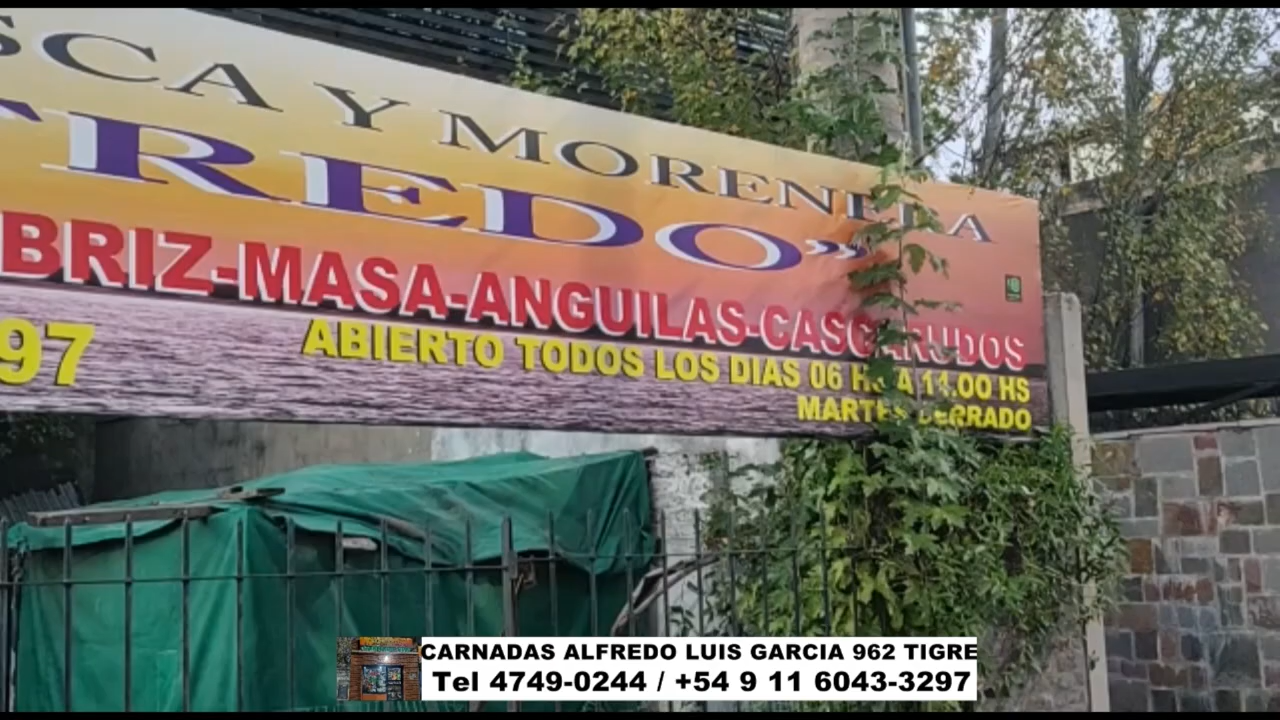 SCA Y MORENITA
FREDO"
BRIZ-MASA-ANGUILAS-CASCARUDOS
97
ABIERTO TODOS LOS DIAS 06 HS A 14.00 HS
MARTES CERRADO
CARNADAS ALFREDO LUIS GARCIA 962 TIGRE
Tel 4749-0244 / +54 9 11 6043-3297